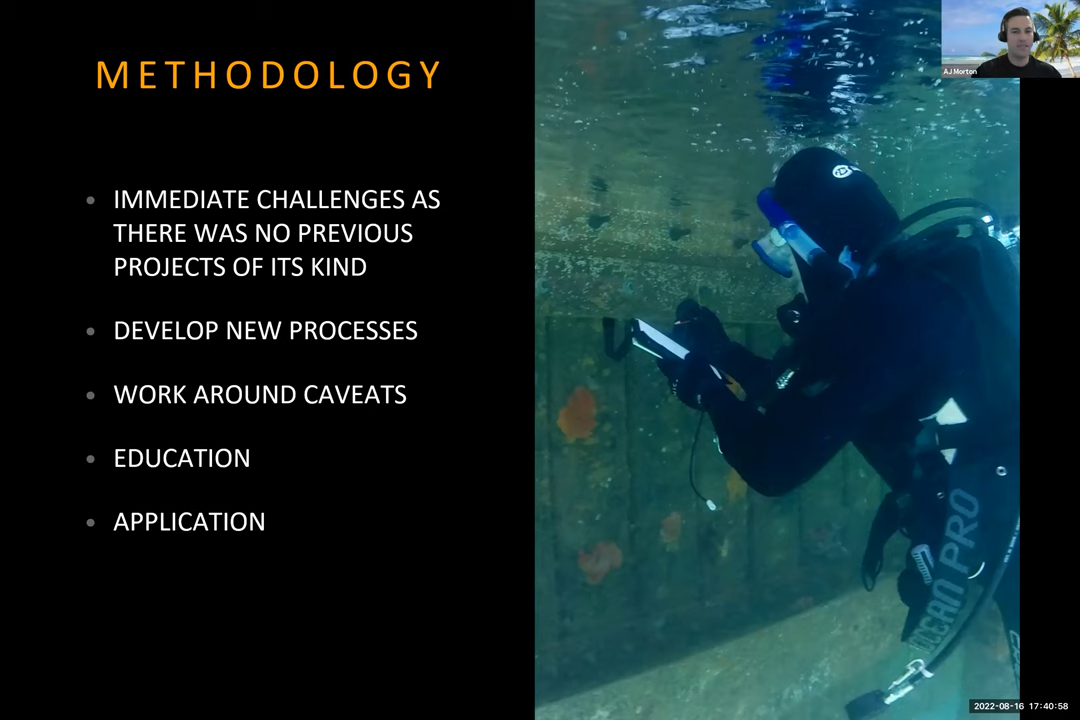 METHODOLOGY
IMMEDIATE CHALLENGES AS
THERE WAS NO PREVIOUS
PROJECTS OF ITS KIND
DEVELOP NEW PROCESSES
WORK AROUND CAVEATS
EDUCATION
APPLICATION
AJ Morton
OCEAN PRO
2022-08-16 17:40:58